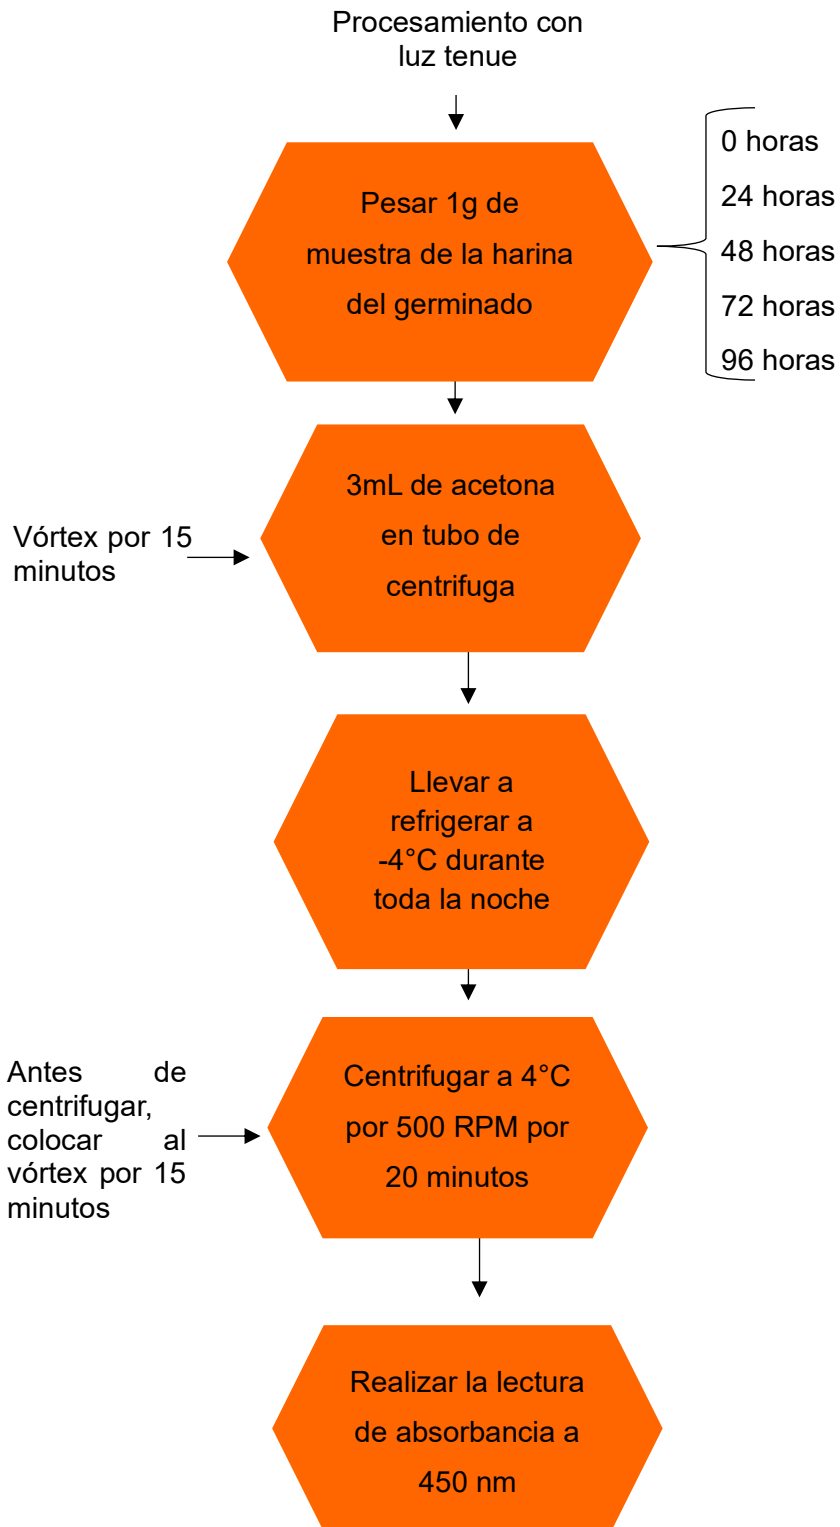 Procesamiento con
luz tenue
Pesar 1g de
muestra de la harina
del germinado
0 horas
24 horas
48 horas
72 horas
96 horas
3mL de acetona
en tubo de
centrifuga
Vórtex por 15
minutos
Llevar a
refrigerar a
-4°C durante
toda la noche
Antes de
centrifugar,
colocar al
vórtex por 15
minutos
Centrifugar a 4°C
por 500 RPM por
20 minutos
Realizar la lectura
de absorbancia a
450 nm